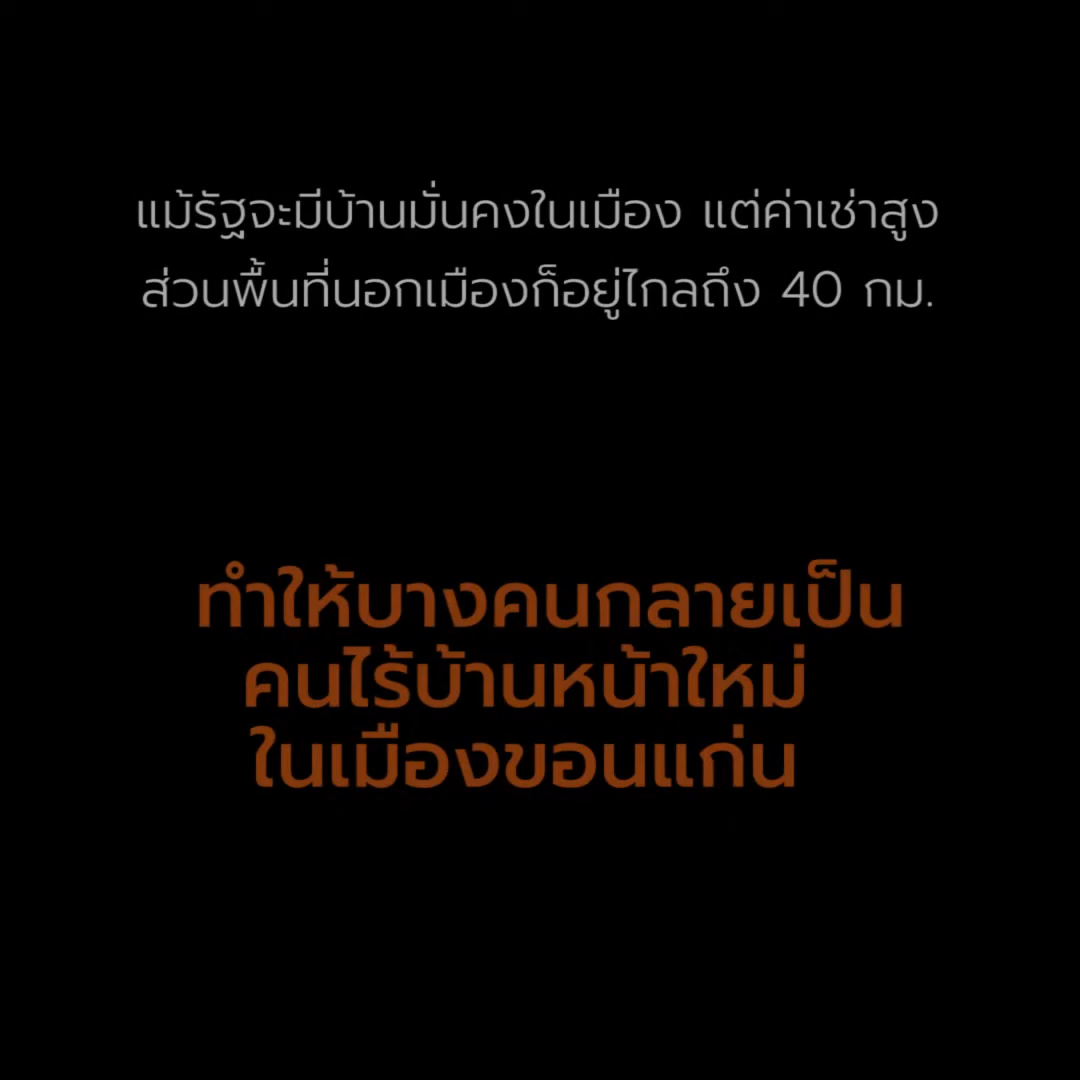 แม้รัฐจะมีบ้านมั่นคงในเมือง แต่ค่าเช่าสูง
ส่วนพื้นที่นอกเมืองก็อยู่ไกลถึง 40 กม.
ทำให้บางคนกลายเป็น
คนไร้บ้านหน้าใหม่
ในเมืองขอนแก่น